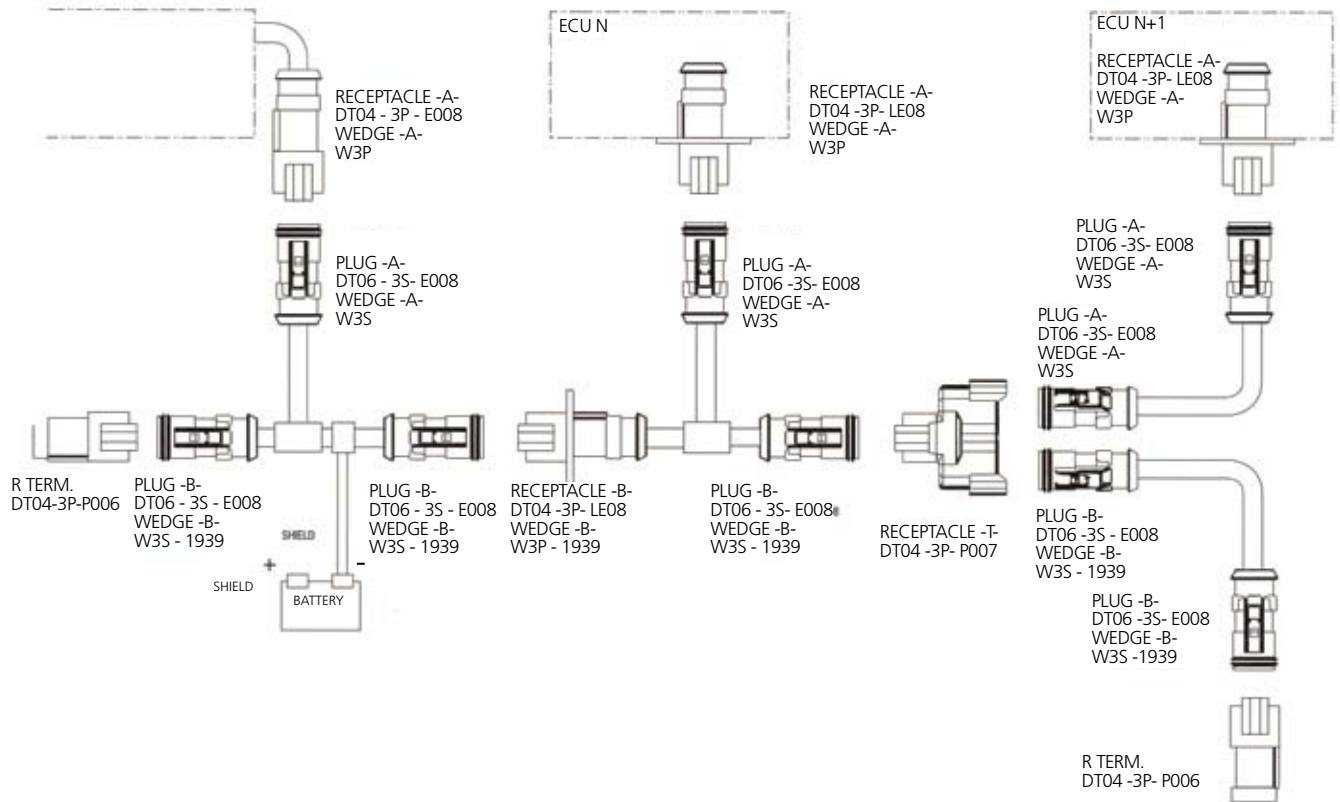 ECU N
ECU N+1
RECEPTACLE -A-
DT04 - 3P - E008
WEDGE -A-
W3P
RECEPTACLE -A-
DT04 -3P- LE08
WEDGE -A-
W3P
RECEPTACLE -A-
DT04 -3P- LE08
WEDGE -A-
W3P
PLUG -A-
DT06 - 3S- E008
WEDGE -A-
W3S
PLUG -A-
DT06 -3S- E008
WEDGE -A-
W3S
PLUG -A-
DT06 -3S- E008
WEDGE -A-
W3S
PLUG -A-
DT06 -3S- E008
WEDGE -A-
W3S
R TERM.
DT04-3P-P006
PLUG -B-
DT06 - 3S - E008
WEDGE -B-
W3S - 1939
PLUG -B-
DT06 - 3S - E008
WEDGE -B-
W3S - 1939
RECEPTACLE -B-
DT04 -3P- LE08
WEDGE -B-
W3P - 1939
PLUG -B-
DT06 -3S- E008
WEDGE -B-
W3S - 1939
RECEPTACLE -T-
DT04 -3P- P007
PLUG -B-
DT06 -3S - E008
WEDGE -B-
W3S - 1939
SHIELD
+
-
SHIELD
BATTERY
PLUG -B-
DT06 -3S- E008
WEDGE -B-
W3S -1939
R TERM.
DT04 -3P- P006